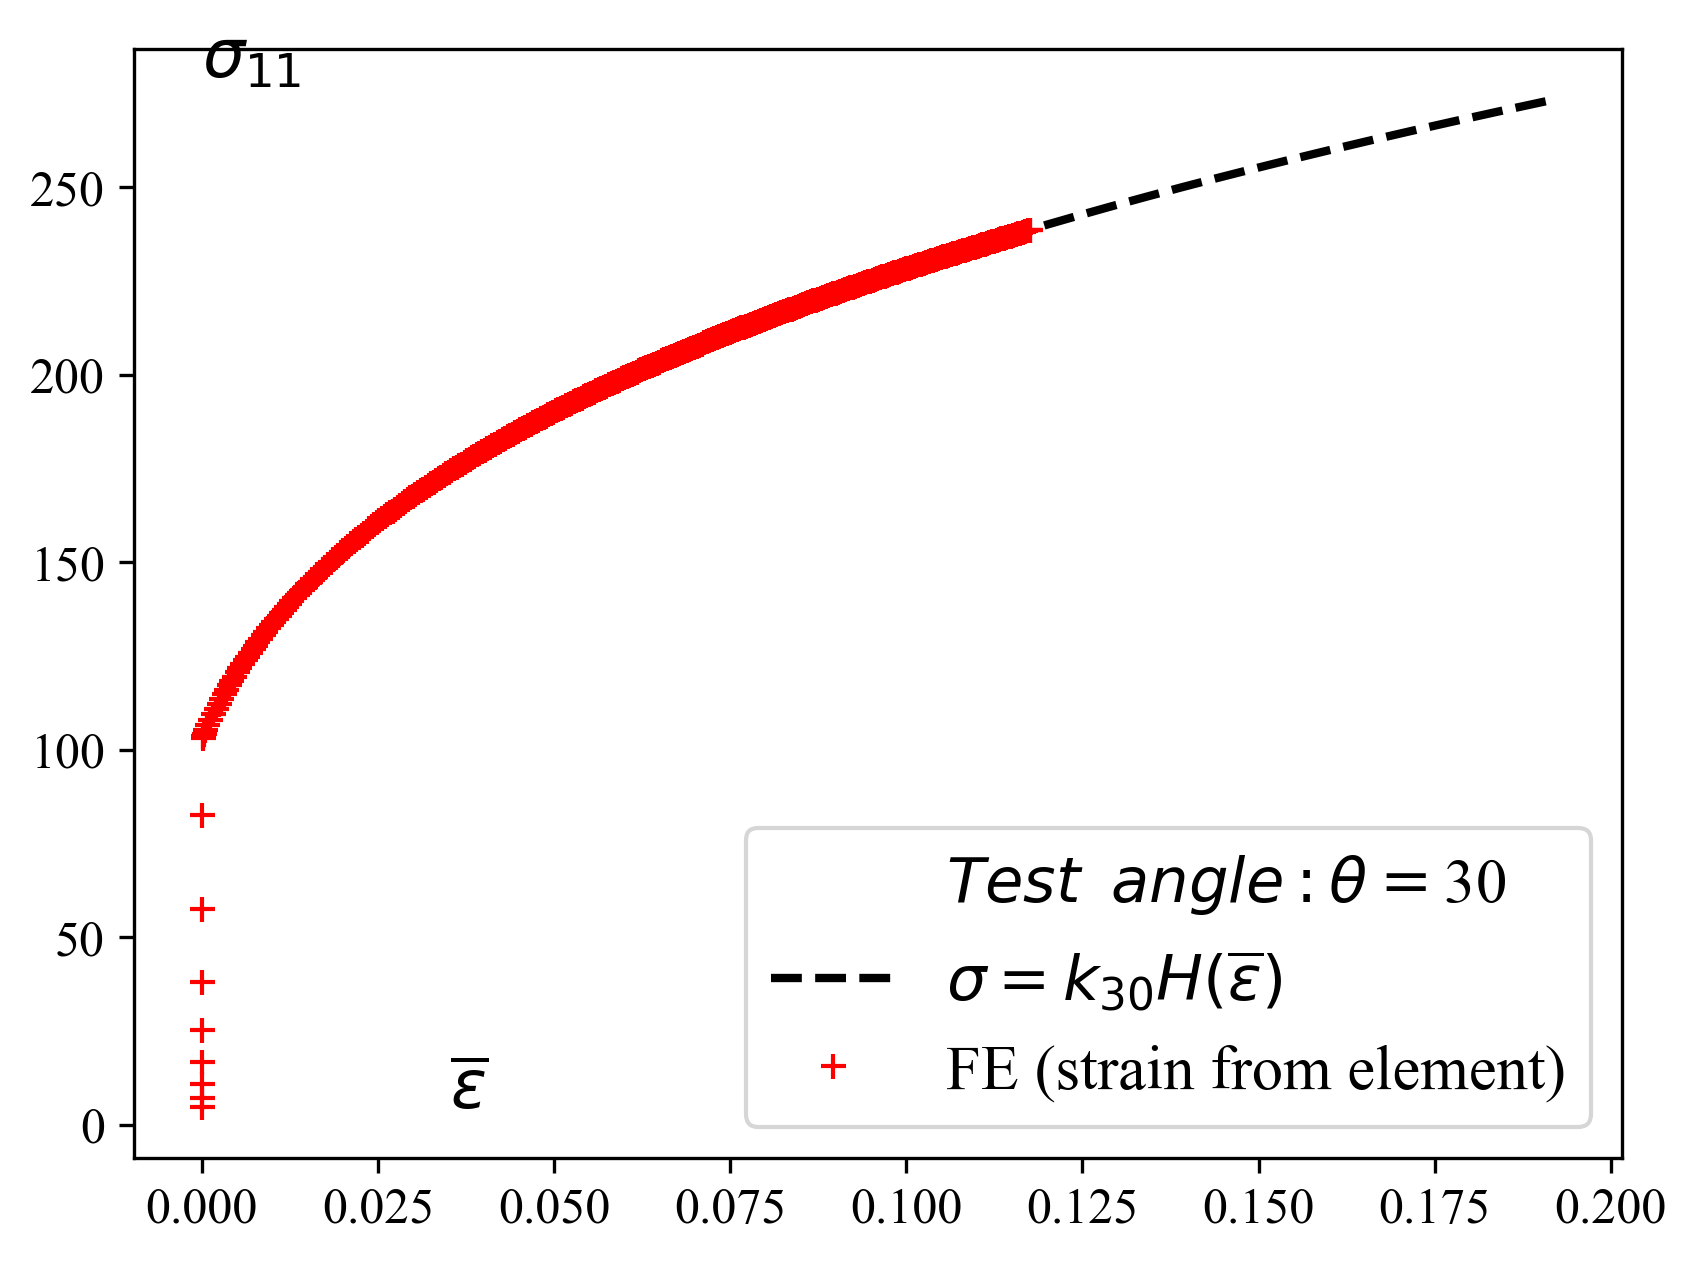 σ₁₁
250
200
150
100
50
0
Test angle : θ = 30
σ = k₃₀H(ε̅)
FE (strain from element)
ε̅
0.000 0.025 0.050 0.075 0.100 0.125 0.150 0.175 0.200